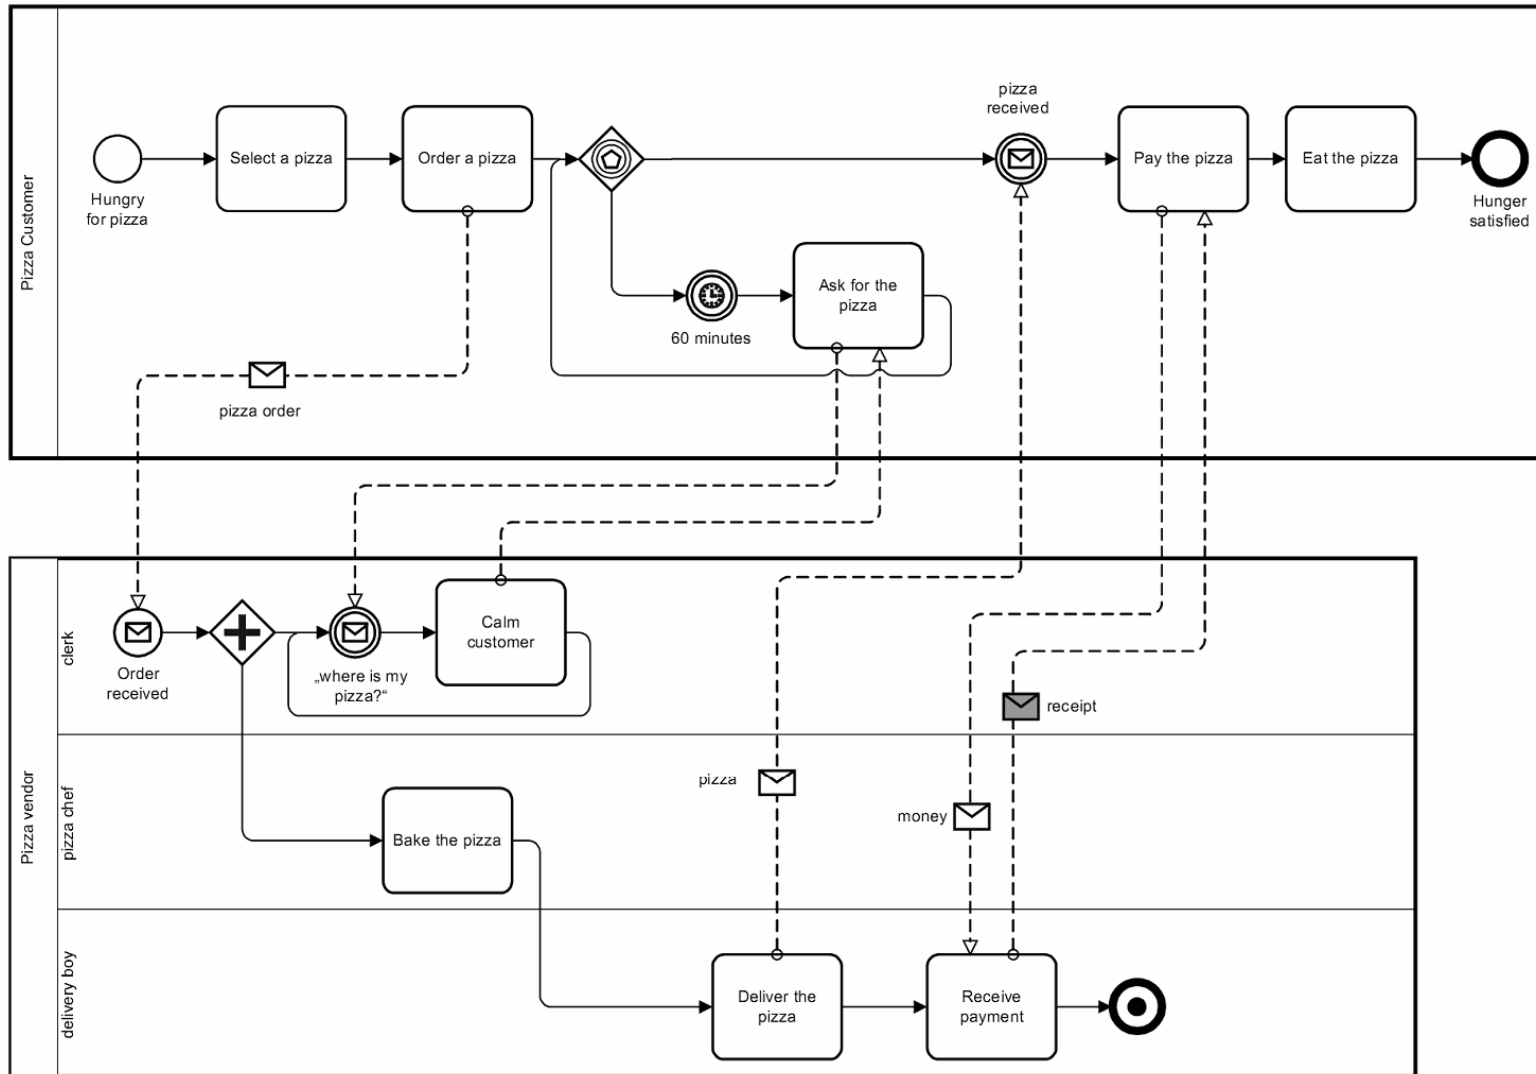 Pizza Customer
Hungry
for pizza
Select a pizza
Order a pizza
pizza
received
Pay the pizza
Eat the pizza
Hunger
satisfied
60 minutes
Ask for the
pizza
pizza order
Pizza vendor
clerk
Order
received
„where is my
pizza?“
Calm
customer
receipt
pizza chef
Bake the pizza
pizza
money
delivery boy
Deliver the
pizza
Receive
payment